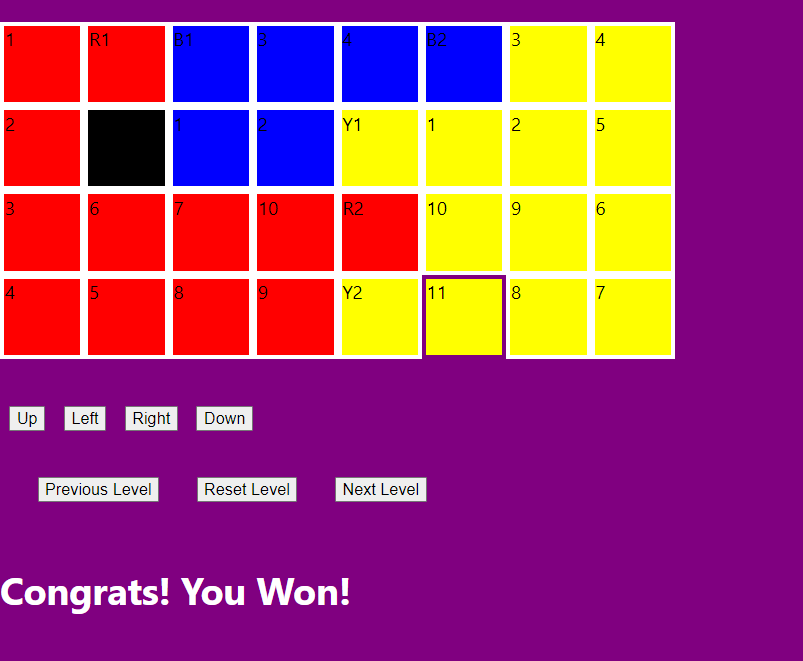 1 R1 B1 3 4 B2 3 4
2 1 2 Y1 1 2 5
3 6 7 10 R2 10 9 6
4 5 8 9 Y2 11 8 7
Up Left Right Down
Previous Level Reset Level Next Level
Congrats! You Won!